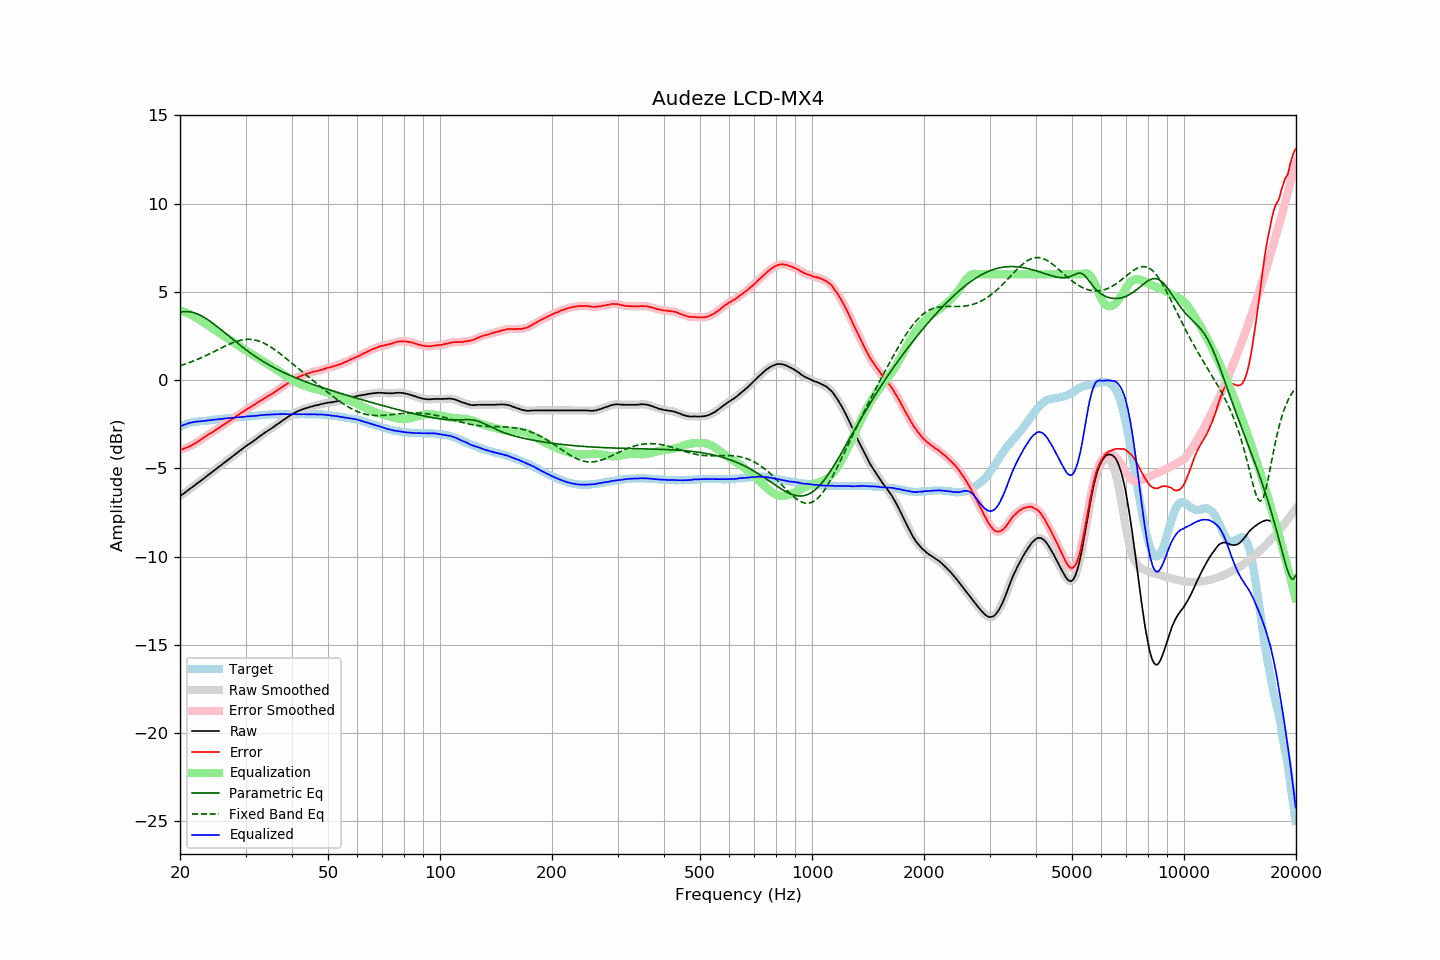 Audeze LCD-MX4
15
10
5
0
−5
−10
−15
−20
−25
Amplitude (dBr)
Target
Raw Smoothed
Error Smoothed
Raw
Error
Equalization
Parametric Eq
Fixed Band Eq
Equalized
20 50 100 200 500 1000 2000 5000 10000 20000
Frequency (Hz)